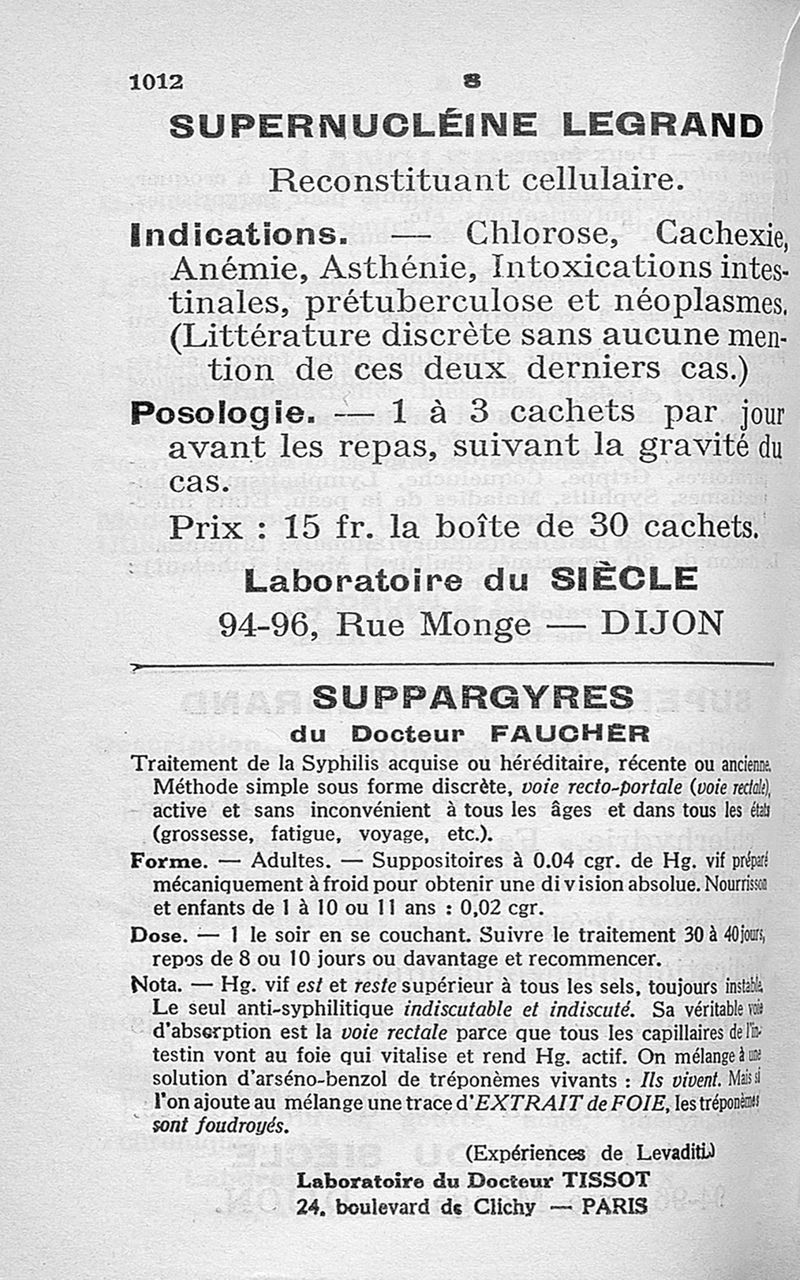 1012
S
SUPERNUCLÉINE LEGRAND
Reconstituant cellulaire.
Indications. — Chlorose, Cachexie,
Anémie, Asthénie, Intoxications intes-
tinales, prétuberculose et néoplasmes.
(Littérature discrète sans aucune men-
tion de ces deux derniers cas.)
Posologie. — 1 à 3 cachets par jour
avant les repas, suivant la gravité du
cas.
Prix : 15 fr. la boîte de 30 cachets.
Laboratoire du SIÈCLE
94-96, Rue Monge — DIJON
SUPPARGYRES
du Docteur FAUCHER
Traitement de la Syphilis acquise ou héréditaire, récente ou ancienne.
Méthode simple sous forme discrète, voie recto-portale (voie rectale),
active et sans inconvénient à tous les âges et dans tous les états
(grossesse, fatigue, voyage, etc.).
Forme. — Adultes. — Suppositoires à 0.04 cgr. de Hg. vif préparé
mécaniquement à froid pour obtenir une division absolue. Nourrisson
et enfants de 1 à 10 ou 11 ans : 0,02 cgr.
Dose. — 1 le soir en se couchant. Suivre le traitement 30 à 40 jours,
repos de 8 ou 10 jours ou davantage et recommencer.
Nota. — Hg. vif est et reste supérieur à tous les sels, toujours instable.
Le seul anti-syphilitique indiscutable et indiscuté. Sa véritable voie
d'absorption est la voie rectale parce que tous les capillaires de l'in-
testin vont au foie qui vitalise et rend Hg. actif. On mélange à une
solution d'arséno-benzol de tréponèmes vivants : Ils vivent. Mais si
l'on ajoute au mélange une trace d'EXTRAIT de FOIE, les tréponèmes
sont foudroyés.
(Expériences de Levaditi.)
Laboratoire du Docteur TISSOT
24. boulevard de Clichy — PARIS